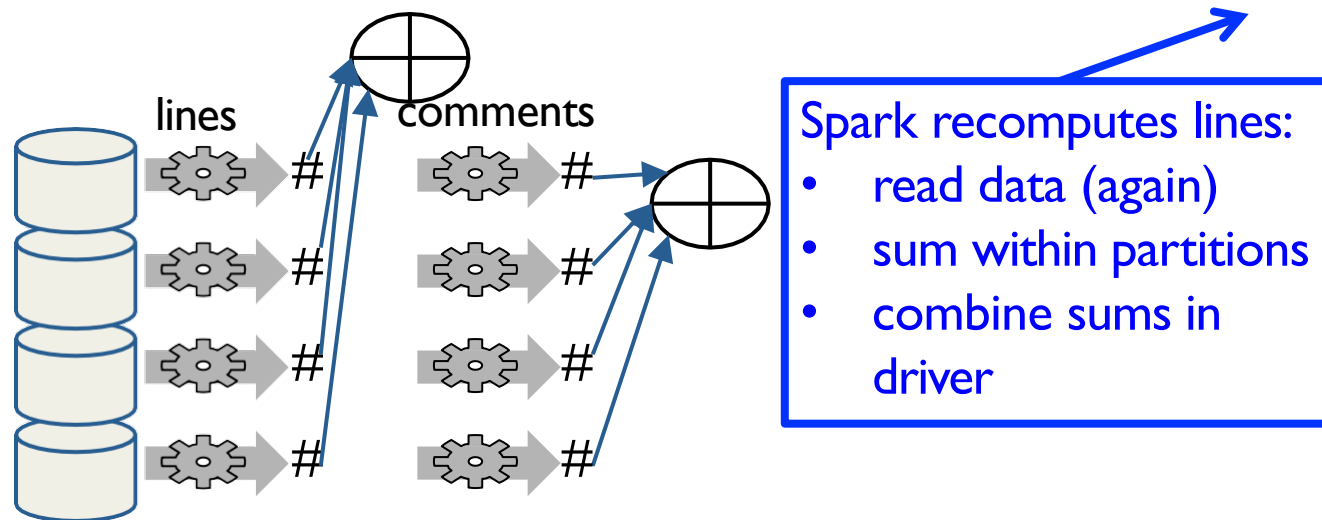 lines
comments
#
#
#
#
#
#
#
#
Spark recomputes lines:
• read data (again)
• sum within partitions
• combine sums in
driver